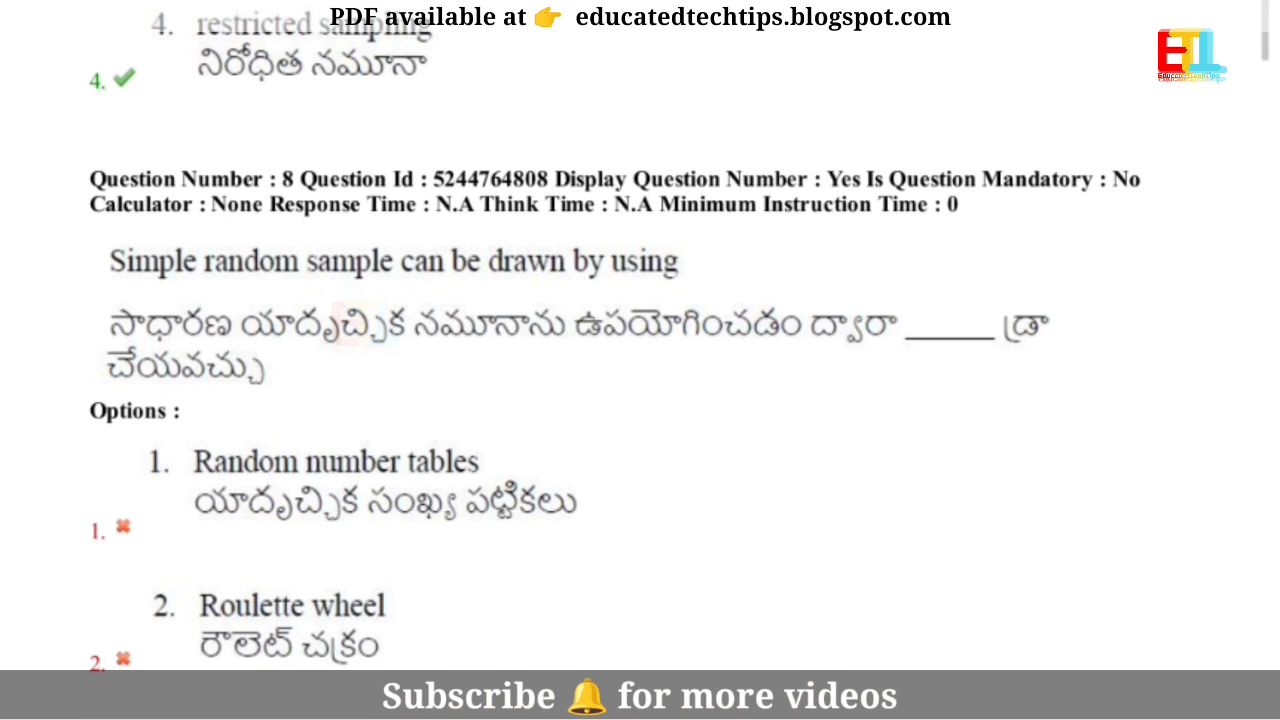 PDF available at 👉 educatedtechtips.blogspot.com
4. restricted sampling
నిరోధిత నమూనా
4.
Question Number : 8 Question Id : 5244764808 Display Question Number : Yes Is Question Mandatory : No
Calculator : None Response Time : N.A Think Time : N.A Minimum Instruction Time : 0
Simple random sample can be drawn by using
సాధారణ యాదృచ్చిక నమూనాను ఉపయోగించడం ద్వారా ______ డ్రా
చేయవచ్చు
Options :
1. Random number tables
యాదృచ్చిక సంఖ్య పట్టికలు
1.
2. Roulette wheel
రౌలెట్ చక్రం
2.
Subscribe 🔔 for more videos